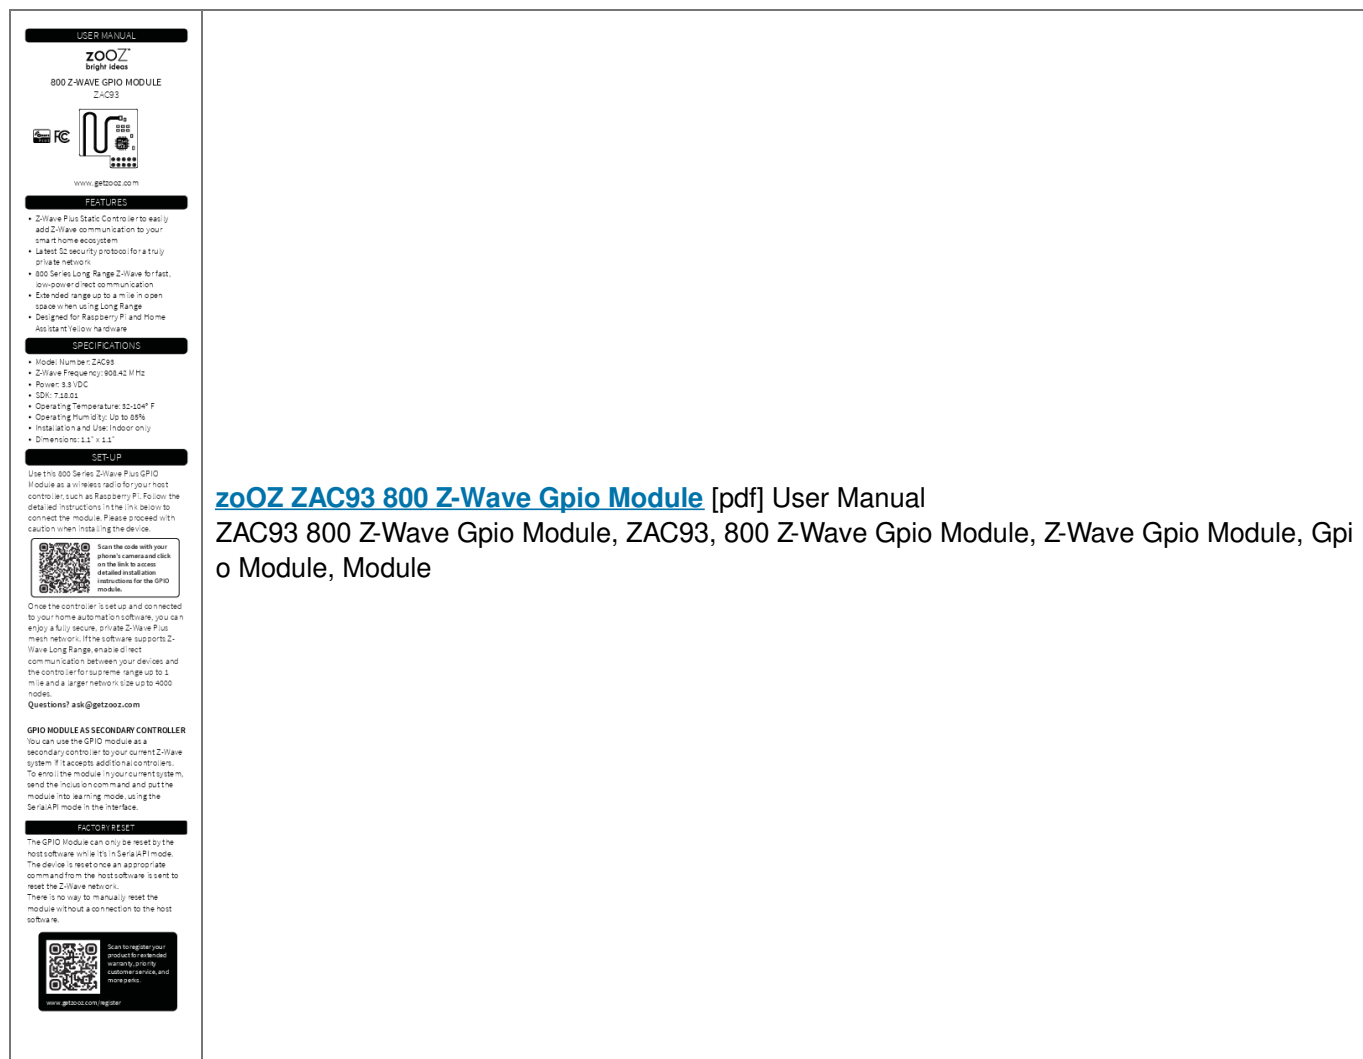 USER MANUAL
zooZ
bright ideas
800 Z-WAVE GPIO MODULE
ZAC93
FC
www.getzooz.com
FEATURES
• Z-Wave Plus Static Controller to easily
add Z-Wave communication to your
smart home ecosystem
• Latest S2 security protocol for a truly
private network
• 800 Series Long Range Z-Wave for fast,
low-power direct communication
• Extended range up to a mile in open
space when using Long Range
• Designed for Raspberry Pi and Home
Assistant Yellow hardware
SPECIFICATIONS
• Model Number: ZAC93
• Z-Wave Frequency: 908.42 MHz
• Power: 3.3 VDC
• SDK: 7.18.01
• Operating Temperature: 32-104° F
• Operating Humidity: Up to 85%
• Installation and Use: Indoor only
• Dimensions: 1.1" x 1.1"
SET-UP
Use this 800 Series Z-Wave Plus GPIO
Module as a wireless radio for your host
controller, such as Raspberry Pi. Follow the
detailed instructions in the link below to
connect the module. Please proceed with
caution when installing the device.
Scan the code with your
phone's camera and click
on the link to access
detailed installation
instructions for the GPIO
module.
Once the controller is set up and connected
to your home automation software, you can
enjoy a fully secure, private Z-Wave Plus
mesh network. If the software supports Z-
Wave Long Range, enable direct
communication between your devices and
the controller for supreme range up to 1
mile and a larger network size up to 4000
nodes.
Questions? ask@getzooz.com
GPIO MODULE AS SECONDARY CONTROLLER
You can use the GPIO module as a
secondary controller to your current Z-Wave
system if it accepts additional controllers.
To enroll the module in your current system,
send the inclusion command and put the
module into learning mode, using the
SerialAPI mode in the interface.
FACTORY RESET
The GPIO Module can only be reset by the
host software while it's in SerialAPI mode.
The device is reset once an appropriate
command from the host software is sent to
reset the Z-Wave network.
There is no way to manually reset the
module without a connection to the host
software.
Scan to register your
product for extended
warranty, priority
customer service, and
more perks.
www.getzooz.com/register
zoOZ ZAC93 800 Z-Wave Gpio Module [pdf] User Manual
ZAC93 800 Z-Wave Gpio Module, ZAC93, 800 Z-Wave Gpio Module, Z-Wave Gpio Module, Gpi
o Module, Module